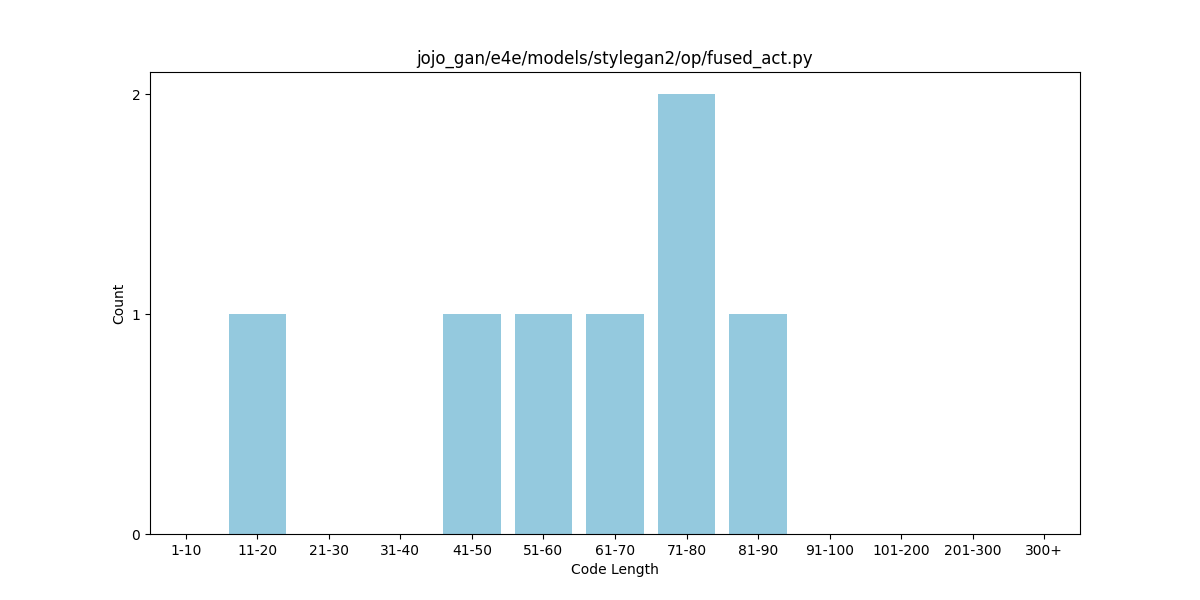 jojo_gan/e4e/models/stylegan2/op/fused_act.py
2
1
0
Count
1-10 11-20 21-30 31-40 41-50 51-60 61-70 71-80 81-90 91-100 101-200 201-300 300+
Code Length